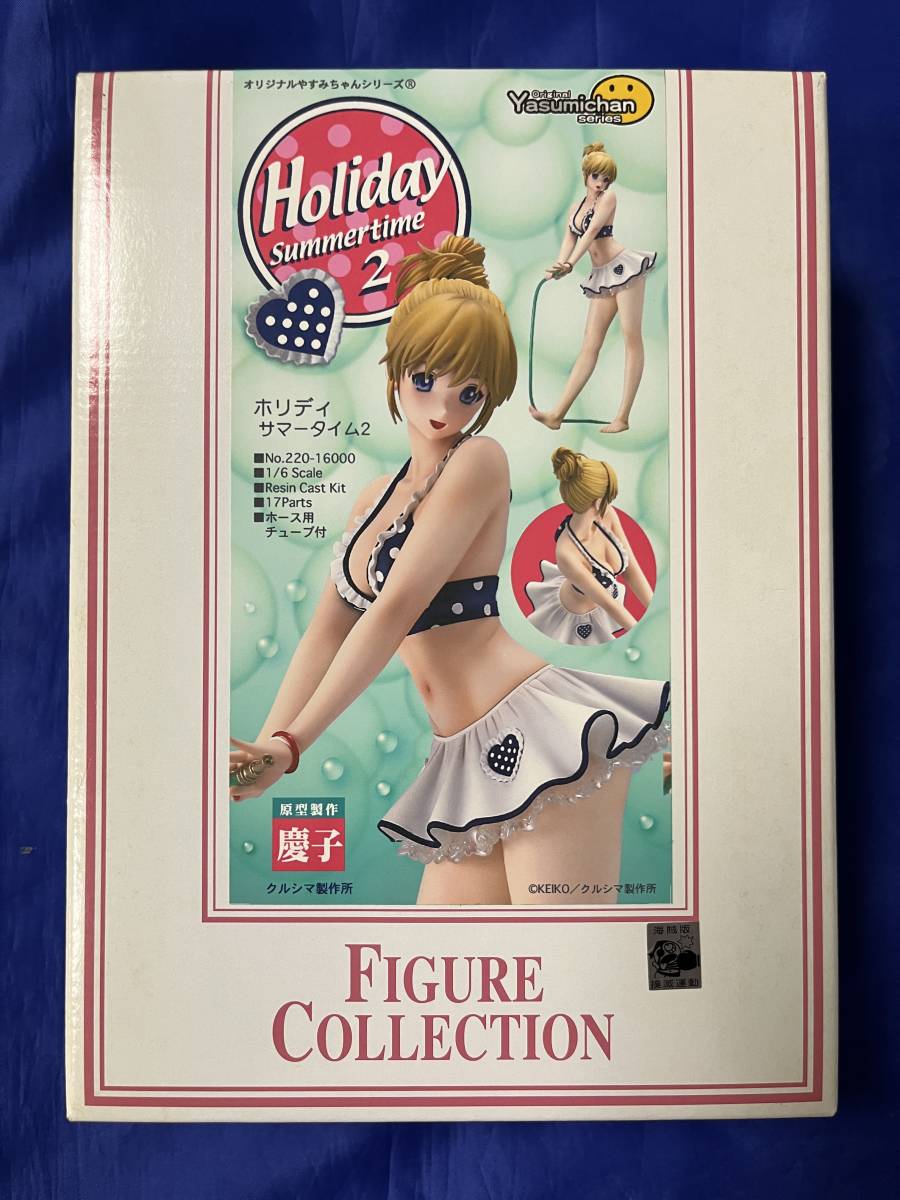 オリジナルやすみちゃんシリーズ®
Original
Yasumichan
series
Holiday
Summertime
2
ホリディ
サマータイム2
■No.220-16000
■1/6 Scale
■Resin Cast Kit
■17Parts
■ホース用
チューブ付
原型製作
慶子
クルシマ製作所
©KEIKO/クルシマ製作所
海賊版
撲滅運動
FIGURE
COLLECTION